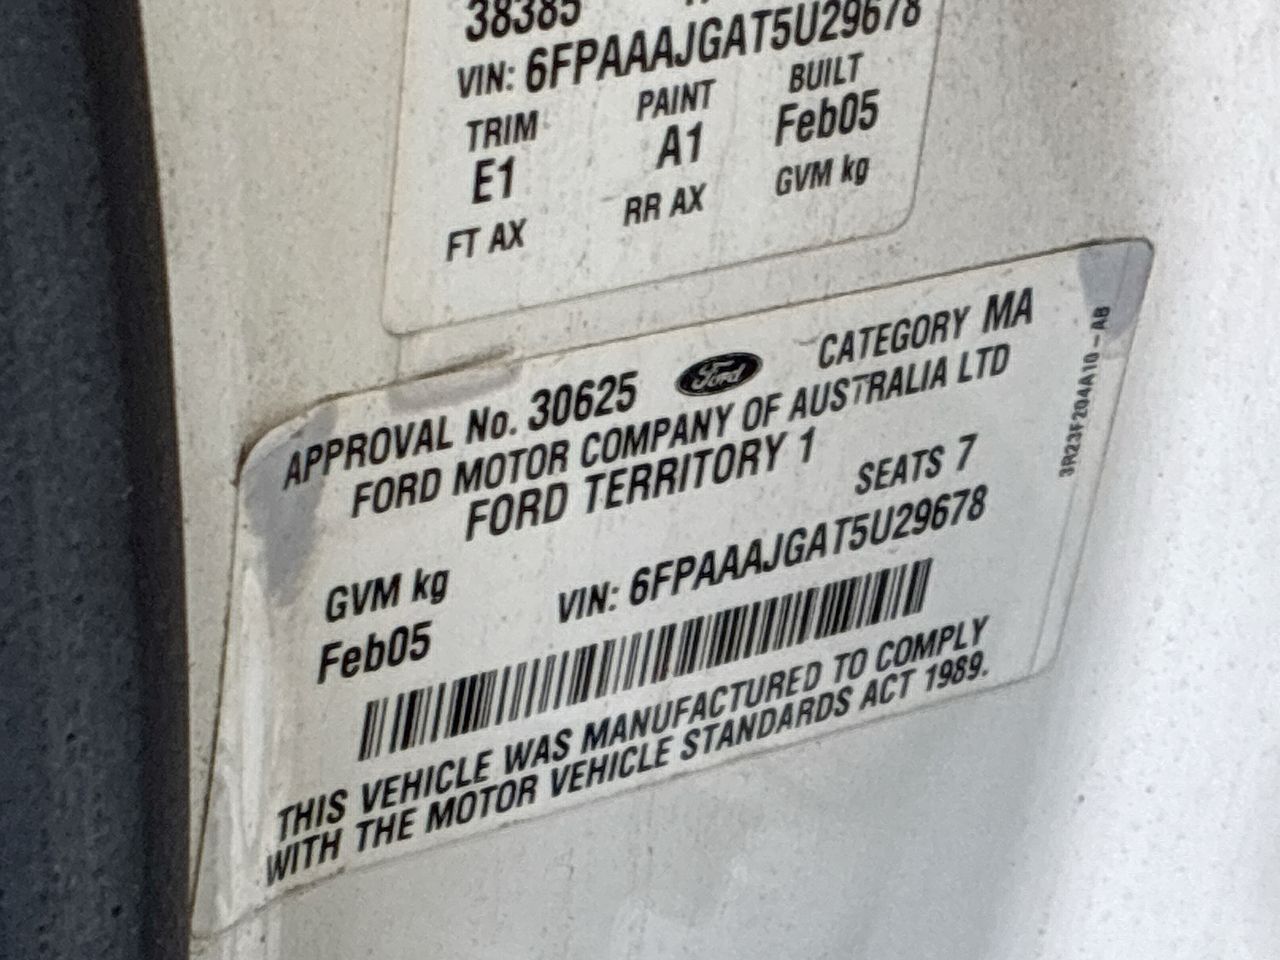 38385
VIN: 6FPAAAJGAT5U29678
TRIM PAINT BUILT
E1 A1 Feb05
FT AX RR AX GVM kg
APPROVAL No. 30625 Ford CATEGORY MA
FORD MOTOR COMPANY OF AUSTRALIA LTD
FORD TERRITORY 1
SEATS 7
GVM kg VIN: 6FPAAAJGAT5U29678
Feb05
THIS VEHICLE WAS MANUFACTURED TO COMPLY
WITH THE MOTOR VEHICLE STANDARDS ACT 1989.
3R23F204A10-AB